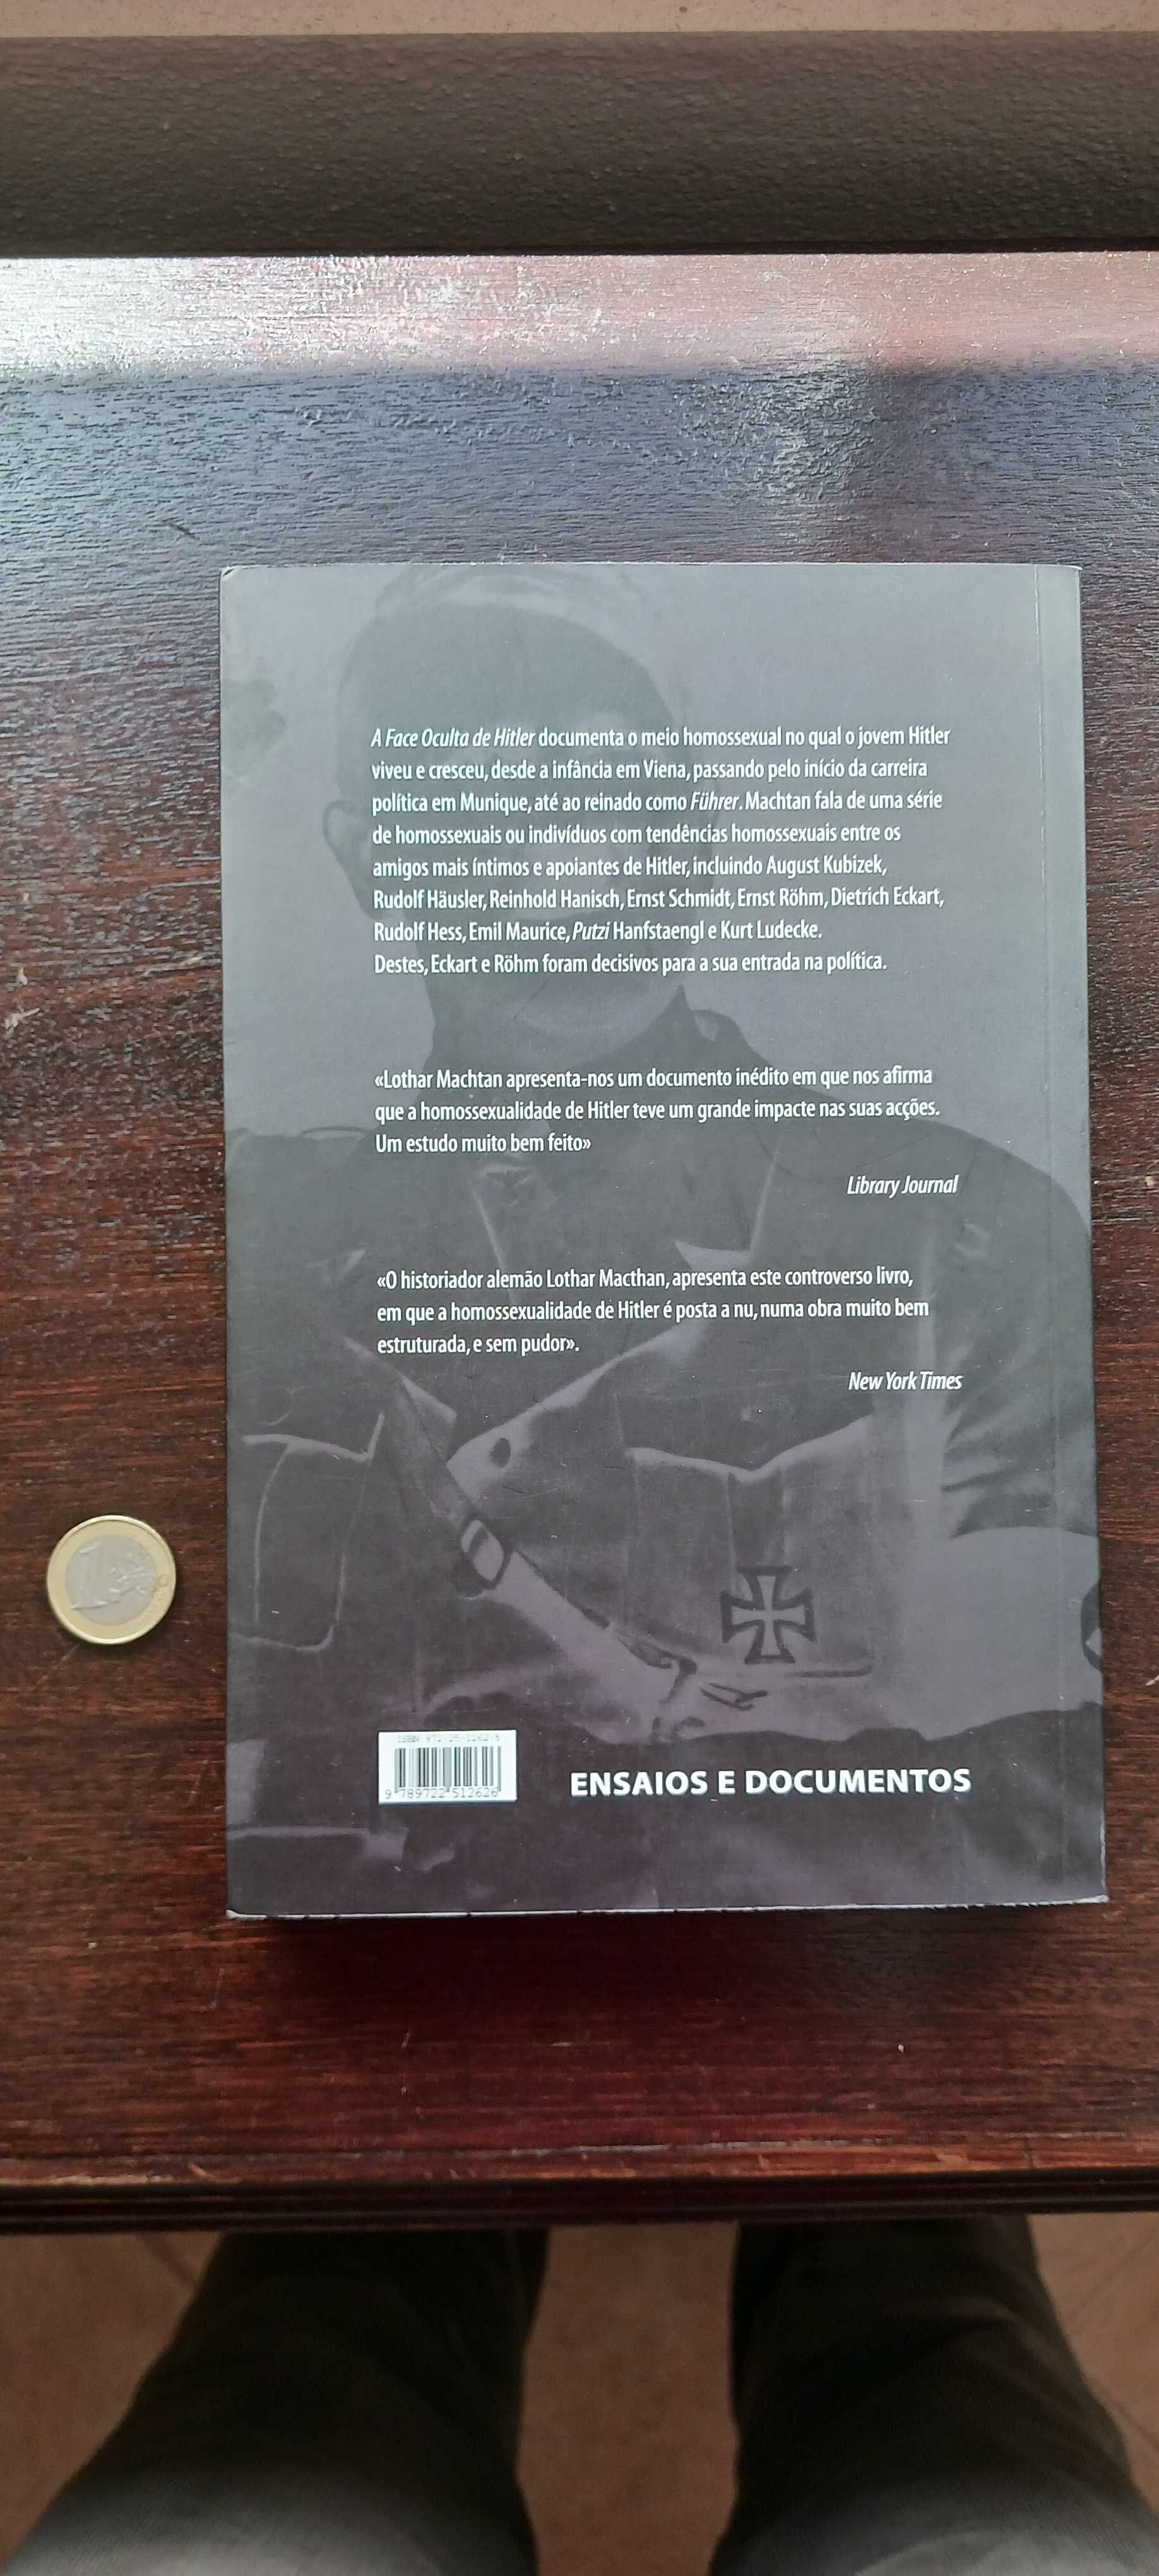 A Face Oculta de Hitler documenta o meio homossexual no qual o jovem Hitler
viveu e cresceu, desde a infância em Viena, passando pelo início da carreira
política em Munique, até ao reinado como Führer. Machtan fala de uma série
de homossexuais ou indivíduos com tendências homossexuais entre os
amigos mais íntimos e apoiantes de Hitler, incluindo August Kubizek,
Rudolf Häusler, Reinhold Hanisch, Ernst Schmidt, Ernst Röhm, Dietrich Eckart,
Rudolf Hess, Emil Maurice, Putzi Hanfstaengl e Kurt Ludecke.
Destes, Eckart e Röhm foram decisivos para a sua entrada na política.
«Lothar Machtan apresenta-nos um documento inédito em que nos afirma
que a homossexualidade de Hitler teve um grande impacte nas suas acções.
Um estudo muito bem feito»
Library Journal
«O historiador alemão Lothar Macthan, apresenta este controverso livro,
em que a homossexualidade de Hitler é posta a nu, numa obra muito bem
estruturada, e sem pudor».
New York Times
1
ISBN 972-25-1262-5
9 789722 512626
ENSAIOS E DOCUMENTOS